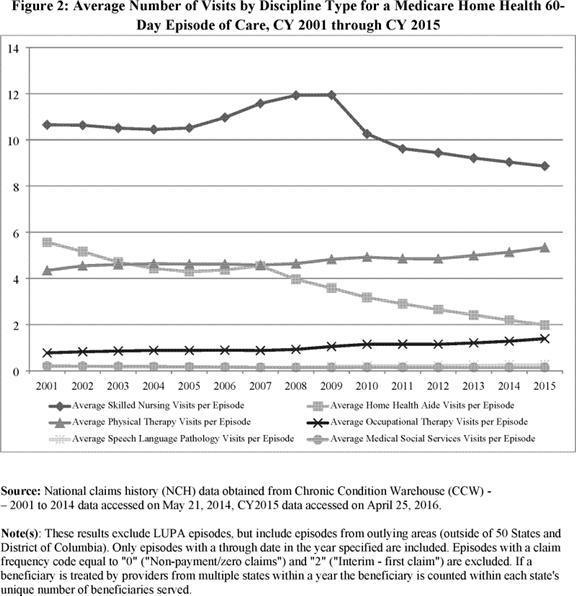 Figure 2: Average Number of Visits by Discipline Type for a Medicare Home Health 60-
Day Episode of Care, CY 2001 through CY 2015
14
12
10
8
6
4
2
0
2001 2002 2003 2004 2005 2006 2007 2008 2009 2010 2011 2012 2013 2014 2015
Average Skilled Nursing Visits per Episode Average Home Health Aide Visits per Episode
Average Physical Therapy Visits per Episode Average Occupational Therapy Visits per Episode
Average Speech Language Pathology Visits per Episode Average Medical Social Services Visits per Episode
Source: National claims history (NCH) data obtained from Chronic Condition Warehouse (CCW) -
– 2001 to 2014 data accessed on May 21, 2014, CY2015 data accessed on April 25, 2016.
Note(s): These results exclude LUPA episodes, but include episodes from outlying areas (outside of 50 States and
District of Columbia). Only episodes with a through date in the year specified are included. Episodes with a claim
frequency code equal to "0" ("Non-payment/zero claims") and "2" ("Interim - first claim") are excluded. If a
beneficiary is treated by providers from multiple states within a year the beneficiary is counted within each state's
unique number of beneficiaries served.